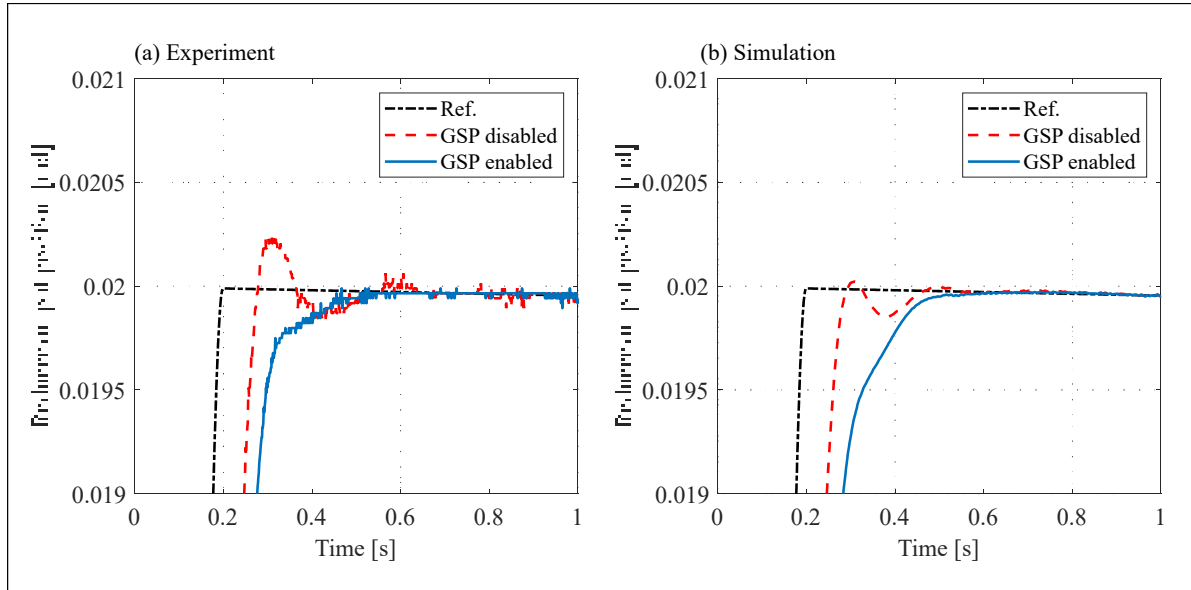 (a) Experiment
0.021
0.0205
0.02
0.0195
0.019
0
0.2
0.4
0.6
0.8
1
Time [s]
Ref.
GSP disabled
GSP enabled
(b) Simulation
0.021
0.0205
0.02
0.0195
0.019
0
0.2
0.4
0.6
0.8
1
Time [s]
Ref.
GSP disabled
GSP enabled